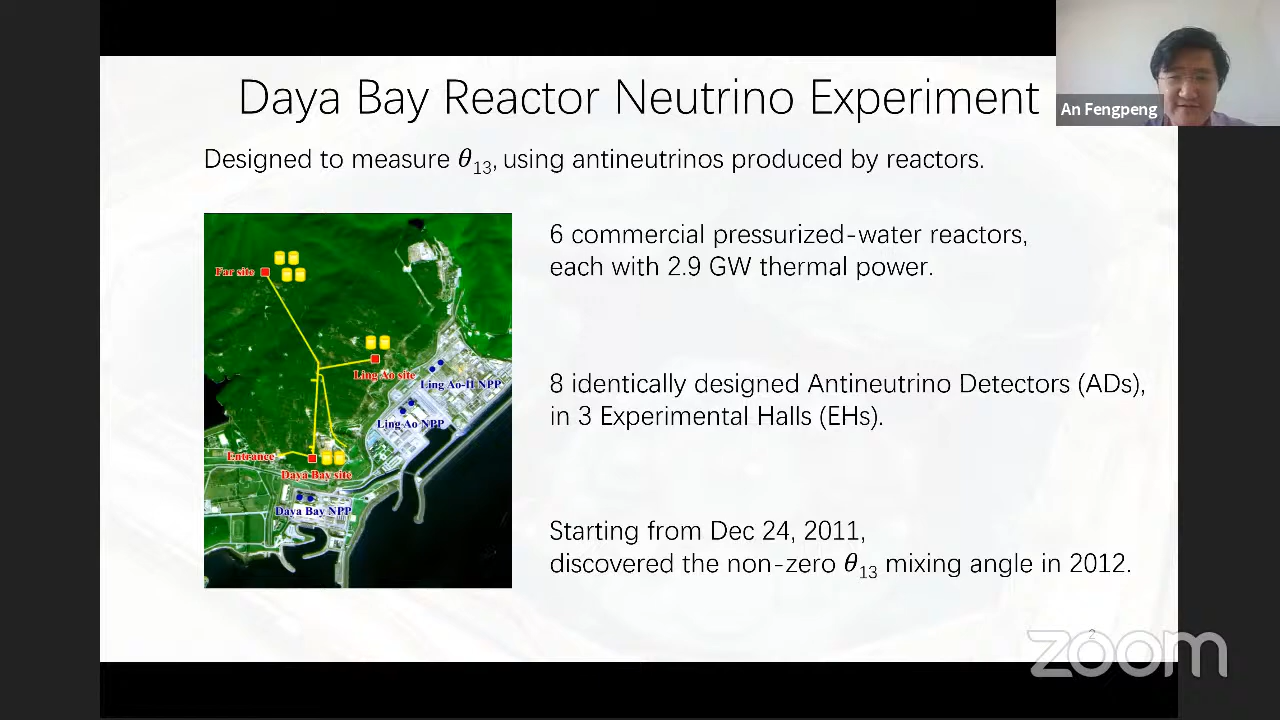 Daya Bay Reactor Neutrino Experiment
An Fengpeng
Designed to measure θ₁₃, using antineutrinos produced by reactors.
6 commercial pressurized-water reactors,
each with 2.9 GW thermal power.
Far site
Ling Ao site
Ling Ao-II NPP
Ling Ao NPP
Entrance
Daya Bay site
Daya Bay NPP
8 identically designed Antineutrino Detectors (ADs),
in 3 Experimental Halls (EHs).
Starting from Dec 24, 2011,
discovered the non-zero θ₁₃ mixing angle in 2012.
2
zoom